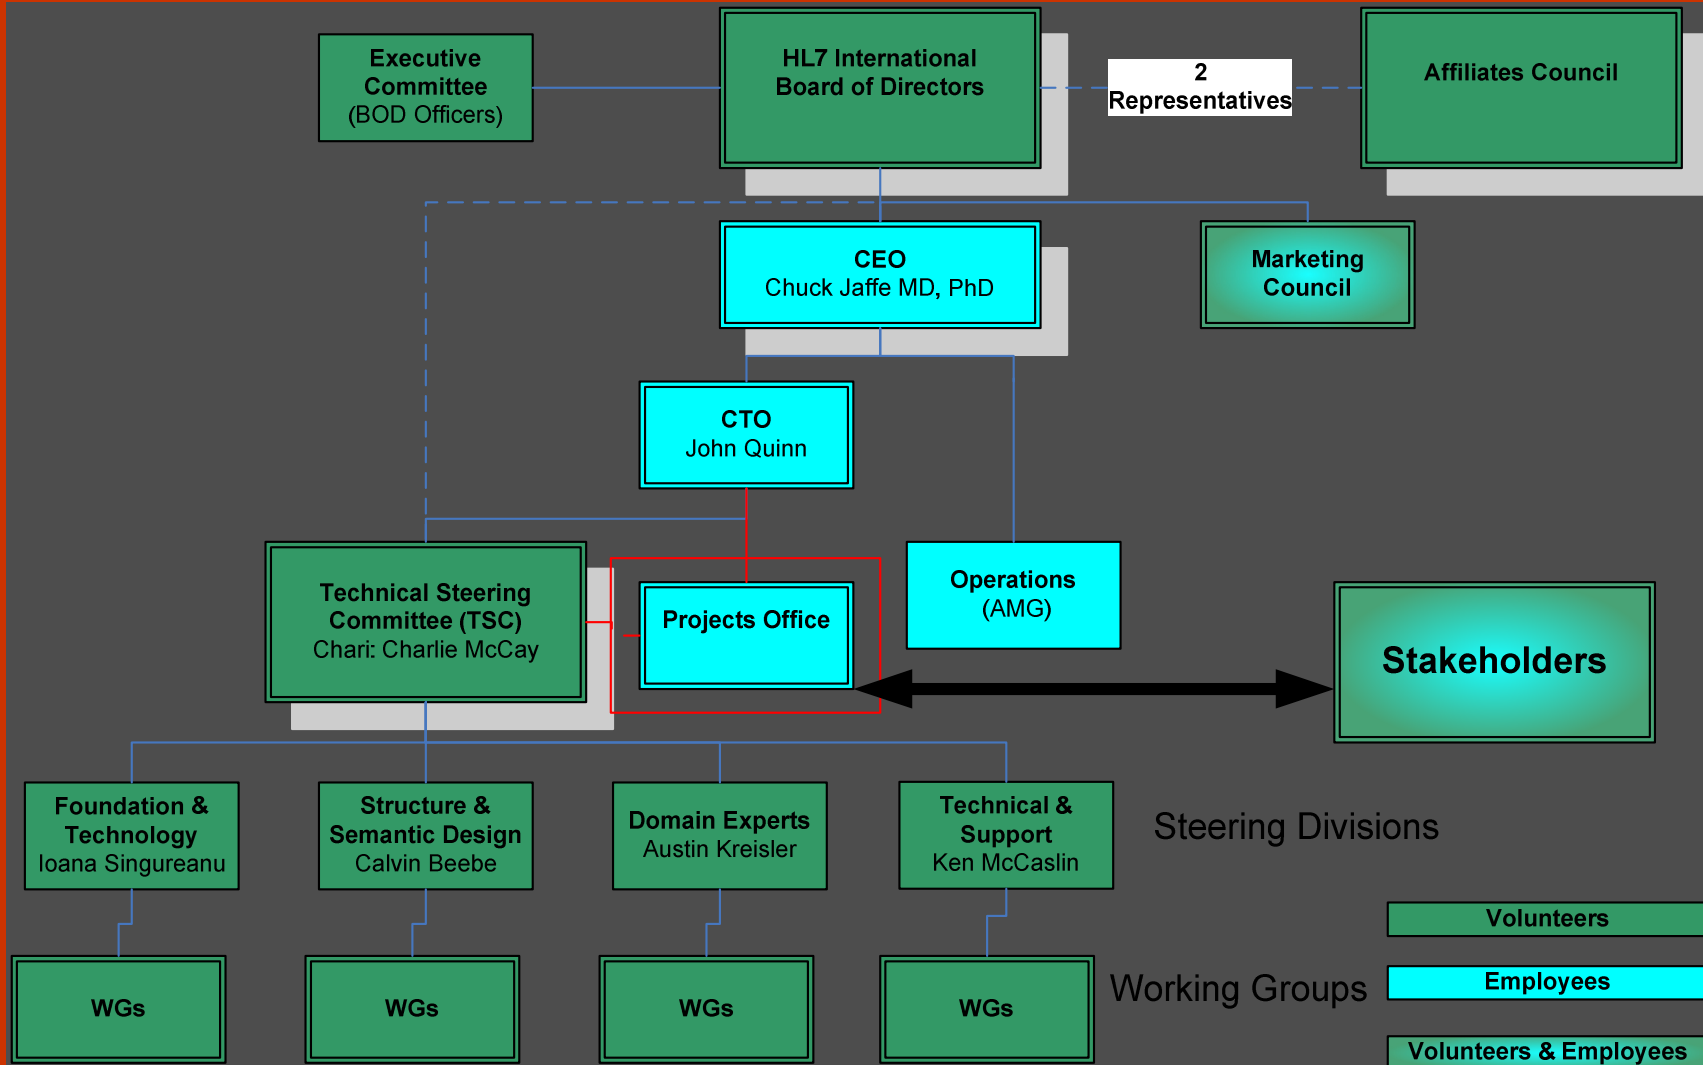 Executive
Committee
(BOD Officers)
HL7 International
Board of Directors
2
Representatives
Affiliates Council
CEO
Chuck Jaffe MD, PhD
Marketing
Council
CTO
John Quinn
Technical Steering
Committee (TSC)
Chari: Charlie McCay
Projects Office
Operations
(AMG)
Stakeholders
Foundation &
Technology
Ioana Singureanu
Structure &
Semantic Design
Calvin Beebe
Domain Experts
Austin Kreisler
Technical &
Support
Ken McCaslin
Steering Divisions
WGs
WGs
WGs
WGs
Working Groups
Volunteers
Employees
Volunteers & Employees